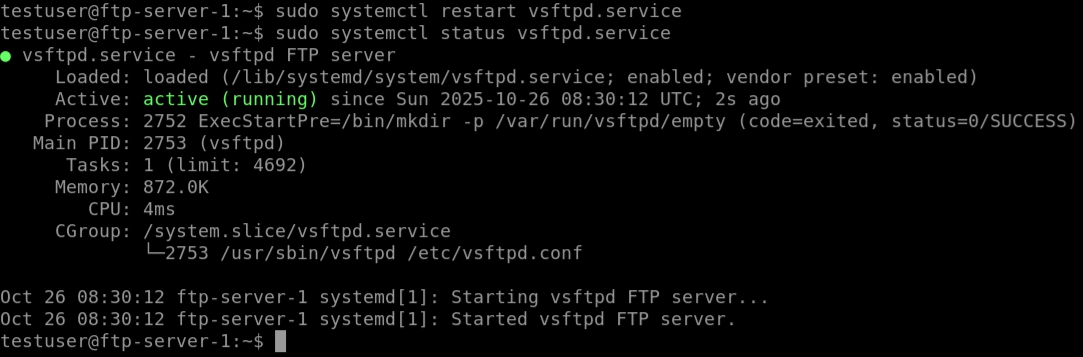 testuser@ftp-server-1:~$ sudo systemctl restart vsftpd.service
testuser@ftp-server-1:~$ sudo systemctl status vsftpd.service
● vsftpd.service - vsftpd FTP server
     Loaded: loaded (/lib/systemd/system/vsftpd.service; enabled; vendor preset: enabled)
     Active: active (running) since Sun 2025-10-26 08:30:12 UTC; 2s ago
    Process: 2752 ExecStartPre=/bin/mkdir -p /var/run/vsftpd/empty (code=exited, status=0/SUCCESS)
   Main PID: 2753 (vsftpd)
      Tasks: 1 (limit: 4692)
     Memory: 872.0K
        CPU: 4ms
     CGroup: /system.slice/vsftpd.service
             └─2753 /usr/sbin/vsftpd /etc/vsftpd.conf

Oct 26 08:30:12 ftp-server-1 systemd[1]: Starting vsftpd FTP server...
Oct 26 08:30:12 ftp-server-1 systemd[1]: Started vsftpd FTP server.
testuser@ftp-server-1:~$